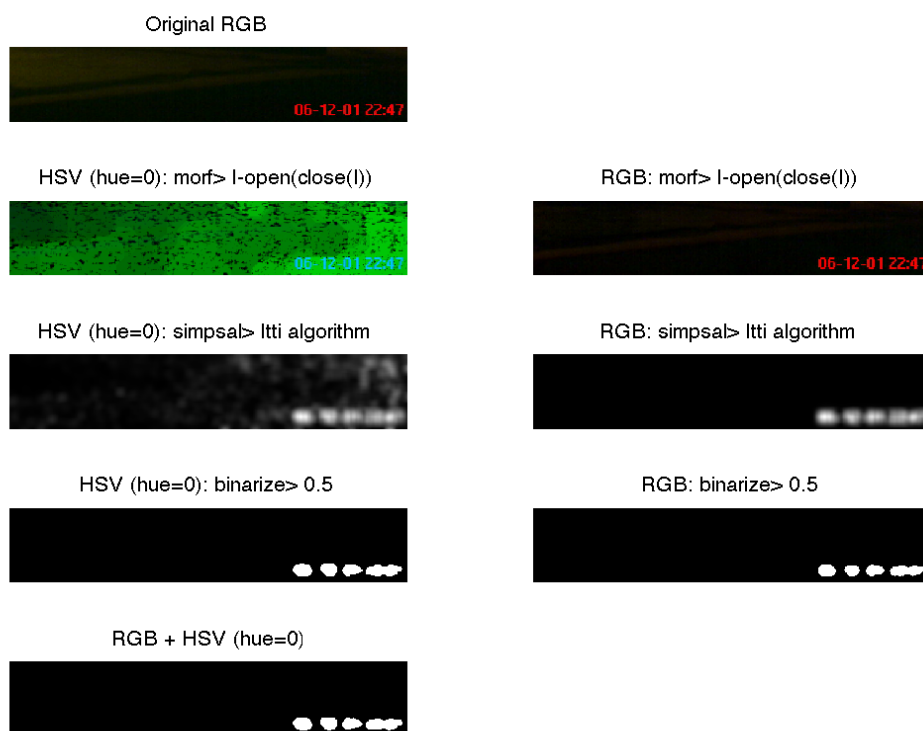 Original RGB
06-12-01 22:47
HSV (hue=0): morf> I-open(close(I))
RGB: morf> I-open(close(I))
06-12-01 22:47
06-12-01 22:47
HSV (hue=0): simpsal> Itti algorithm
RGB: simpsal> Itti algorithm
HSV (hue=0): binarize> 0.5
RGB: binarize> 0.5
RGB + HSV (hue=0)